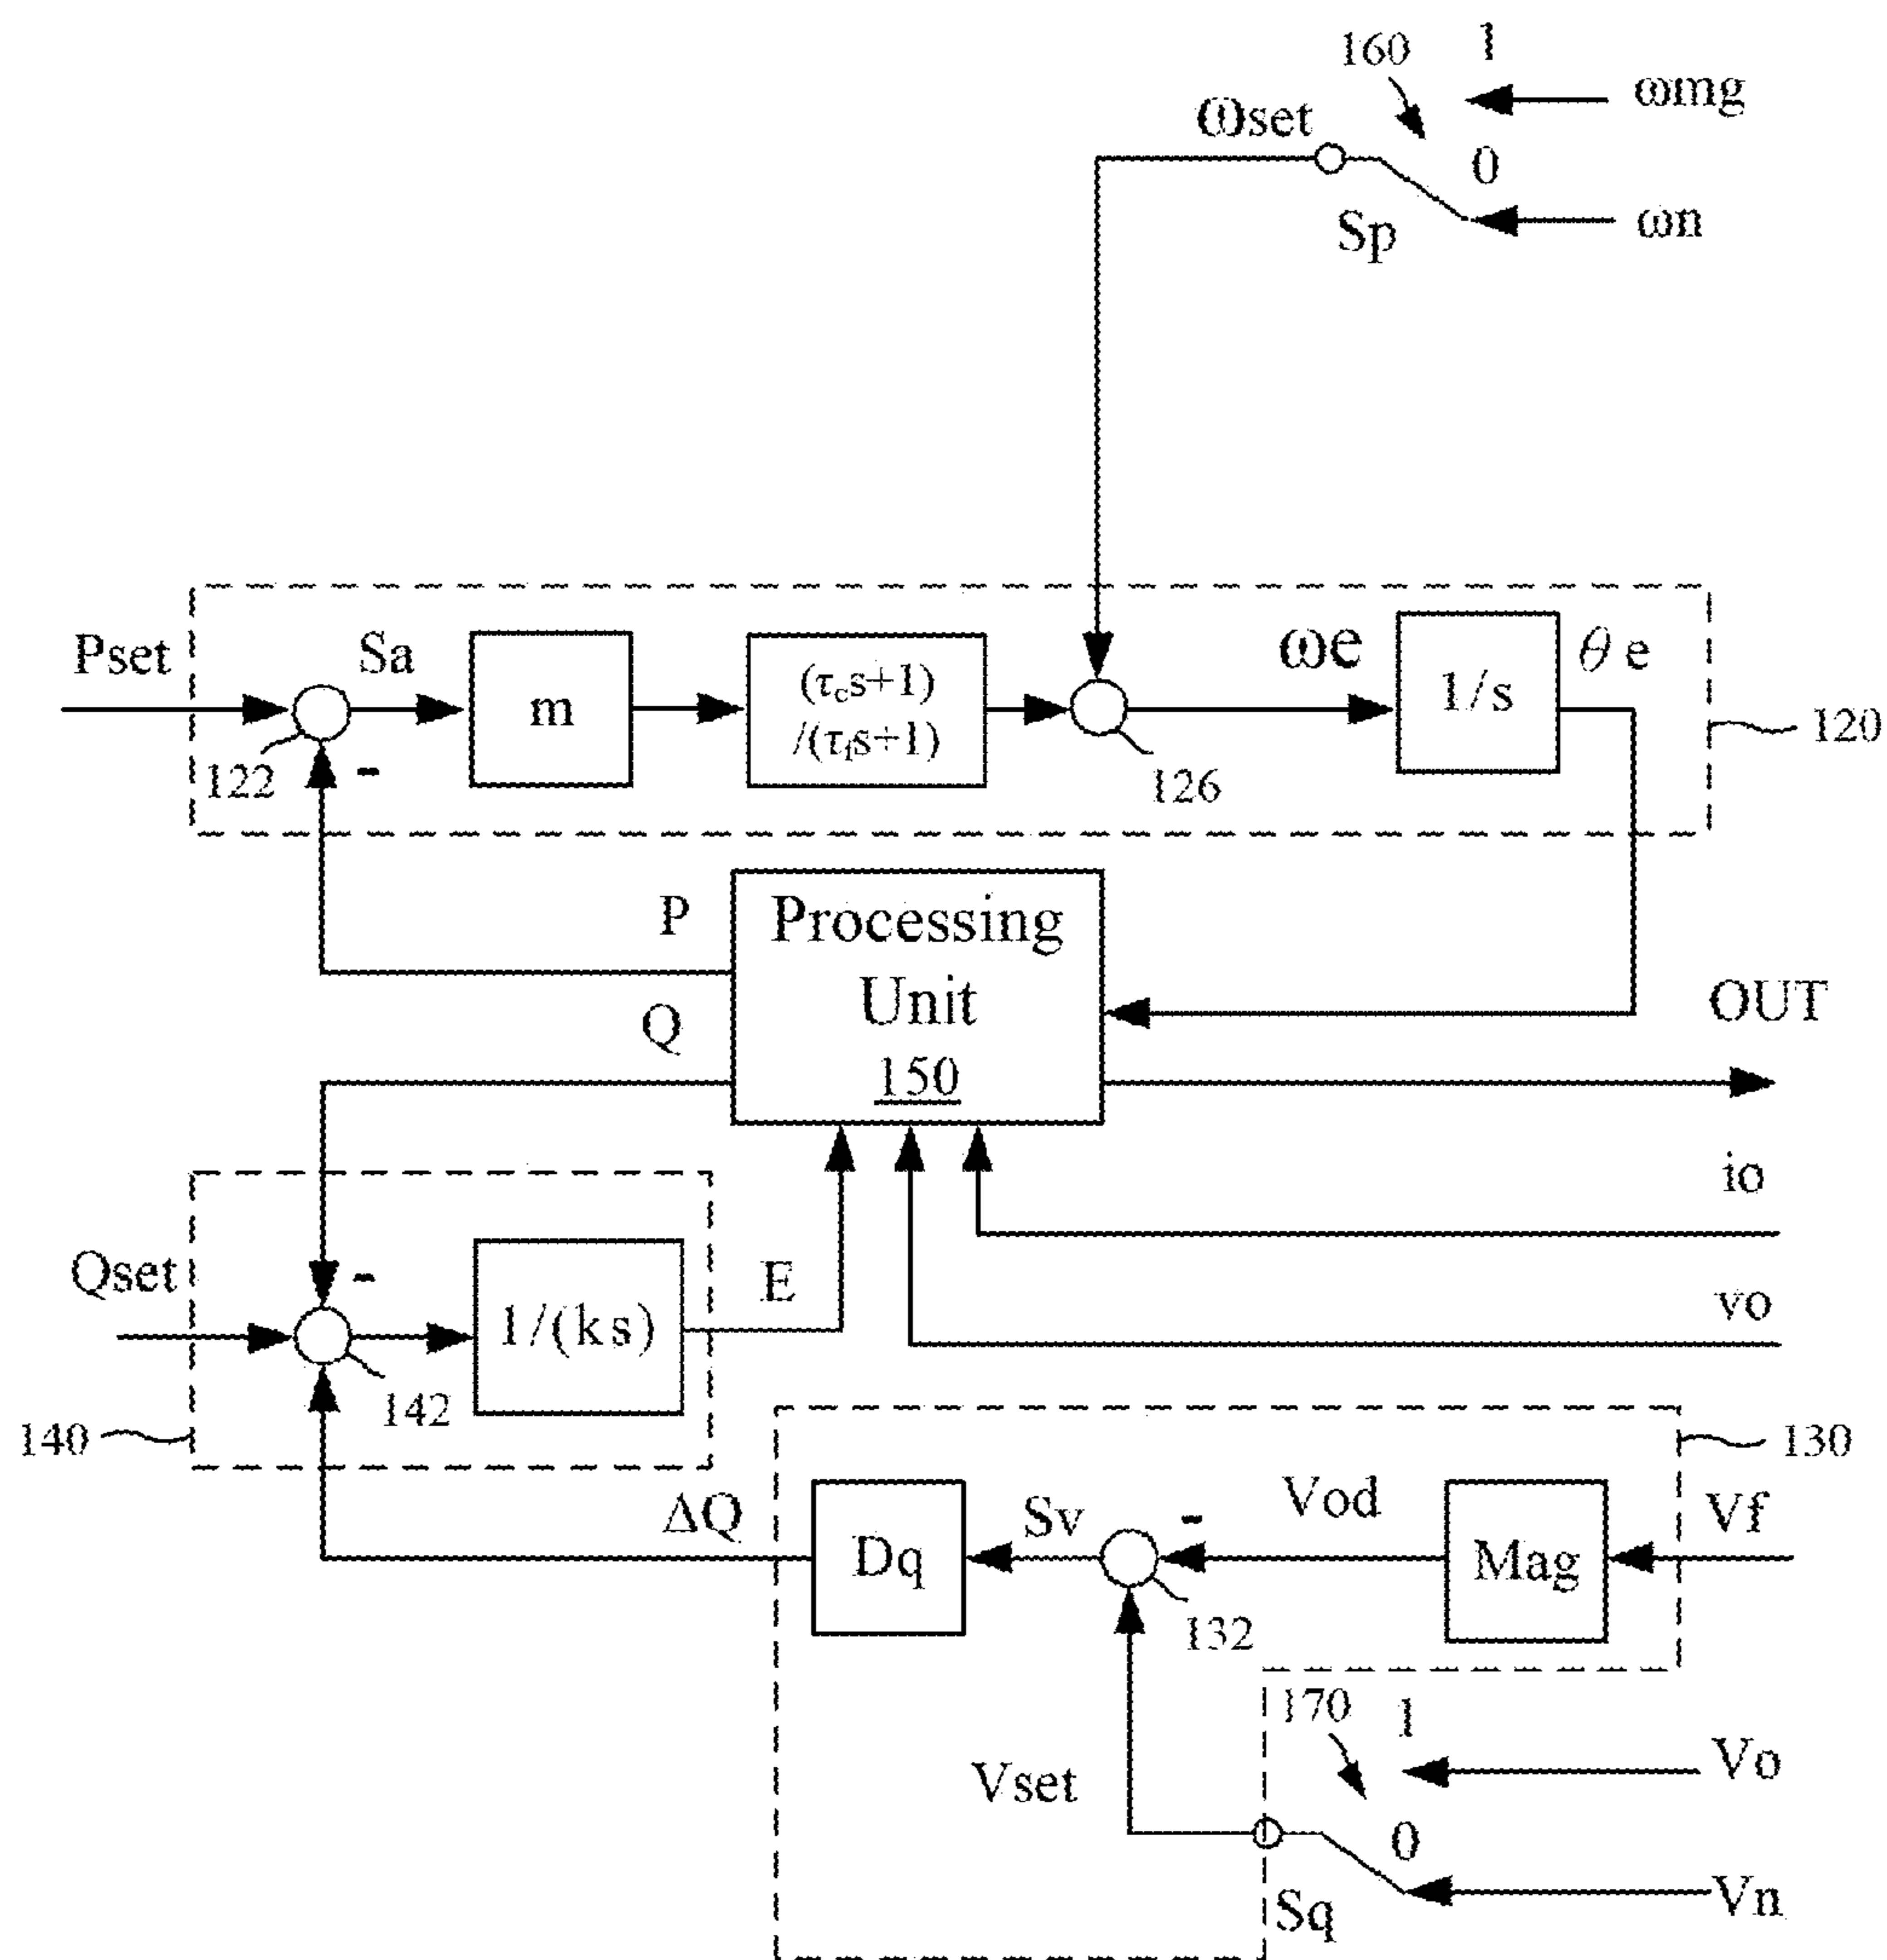 160
1
ωmg
ωset
0
Sp
ωn
Pset
Sa
m
(τcs+1)
/(τfs+1)
ωe
1/s
θe
120
122
-
126
P
Processing
Unit
150
Q
OUT
io
Qset
-
1/(ks)
E
vo
142
140
130
ΔQ
Dq
Sv
-
Vod
Mag
Vf
132
170
1
Vo
Vset
0
Sq
Vn